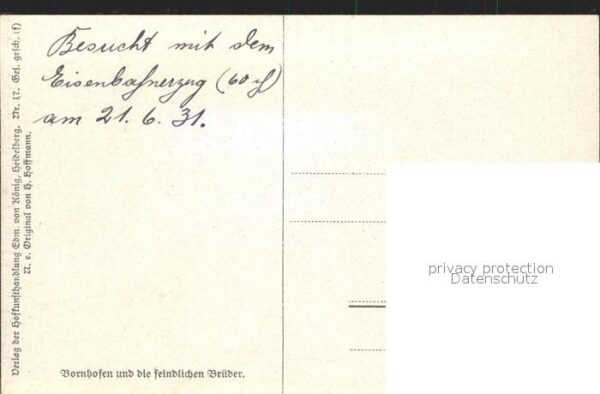 Besucht mit dem
Eisenbahnerzug (60
am 21. 6. 31.
Verlag der Hofkunsthandlung Edm. von König, Heidelberg. Nr. 17. Ges. gesch. (f)
N. e. Original von H. Hoffmann.
Bornhofen und die feindlichen Brüder.
privacy protection
Datenschutz